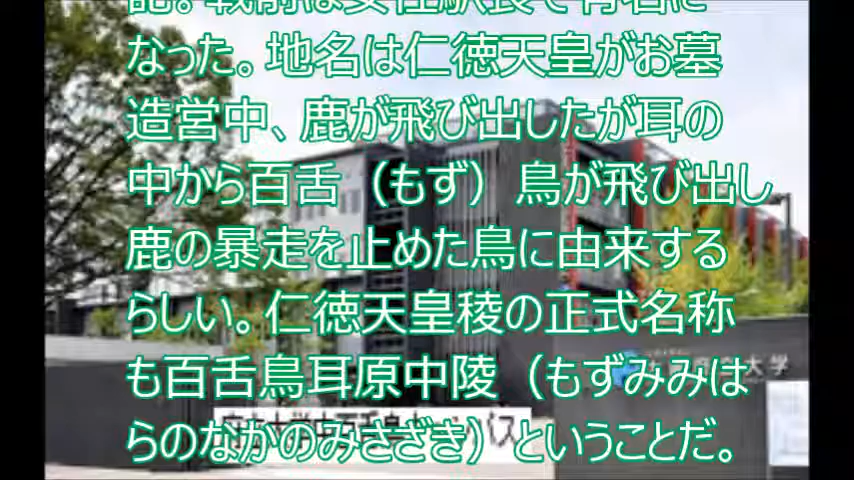 になった。地名は仁徳天皇がお墓
造営中、鹿が飛び出したが耳の
中から百舌（もず）鳥が飛び出し
鹿の暴走を止めた鳥に由来する
らしい。仁徳天皇稜の正式名称
も百舌鳥耳原中陵（もずみみは
らのなかのみささぎ）ということだ。
大学